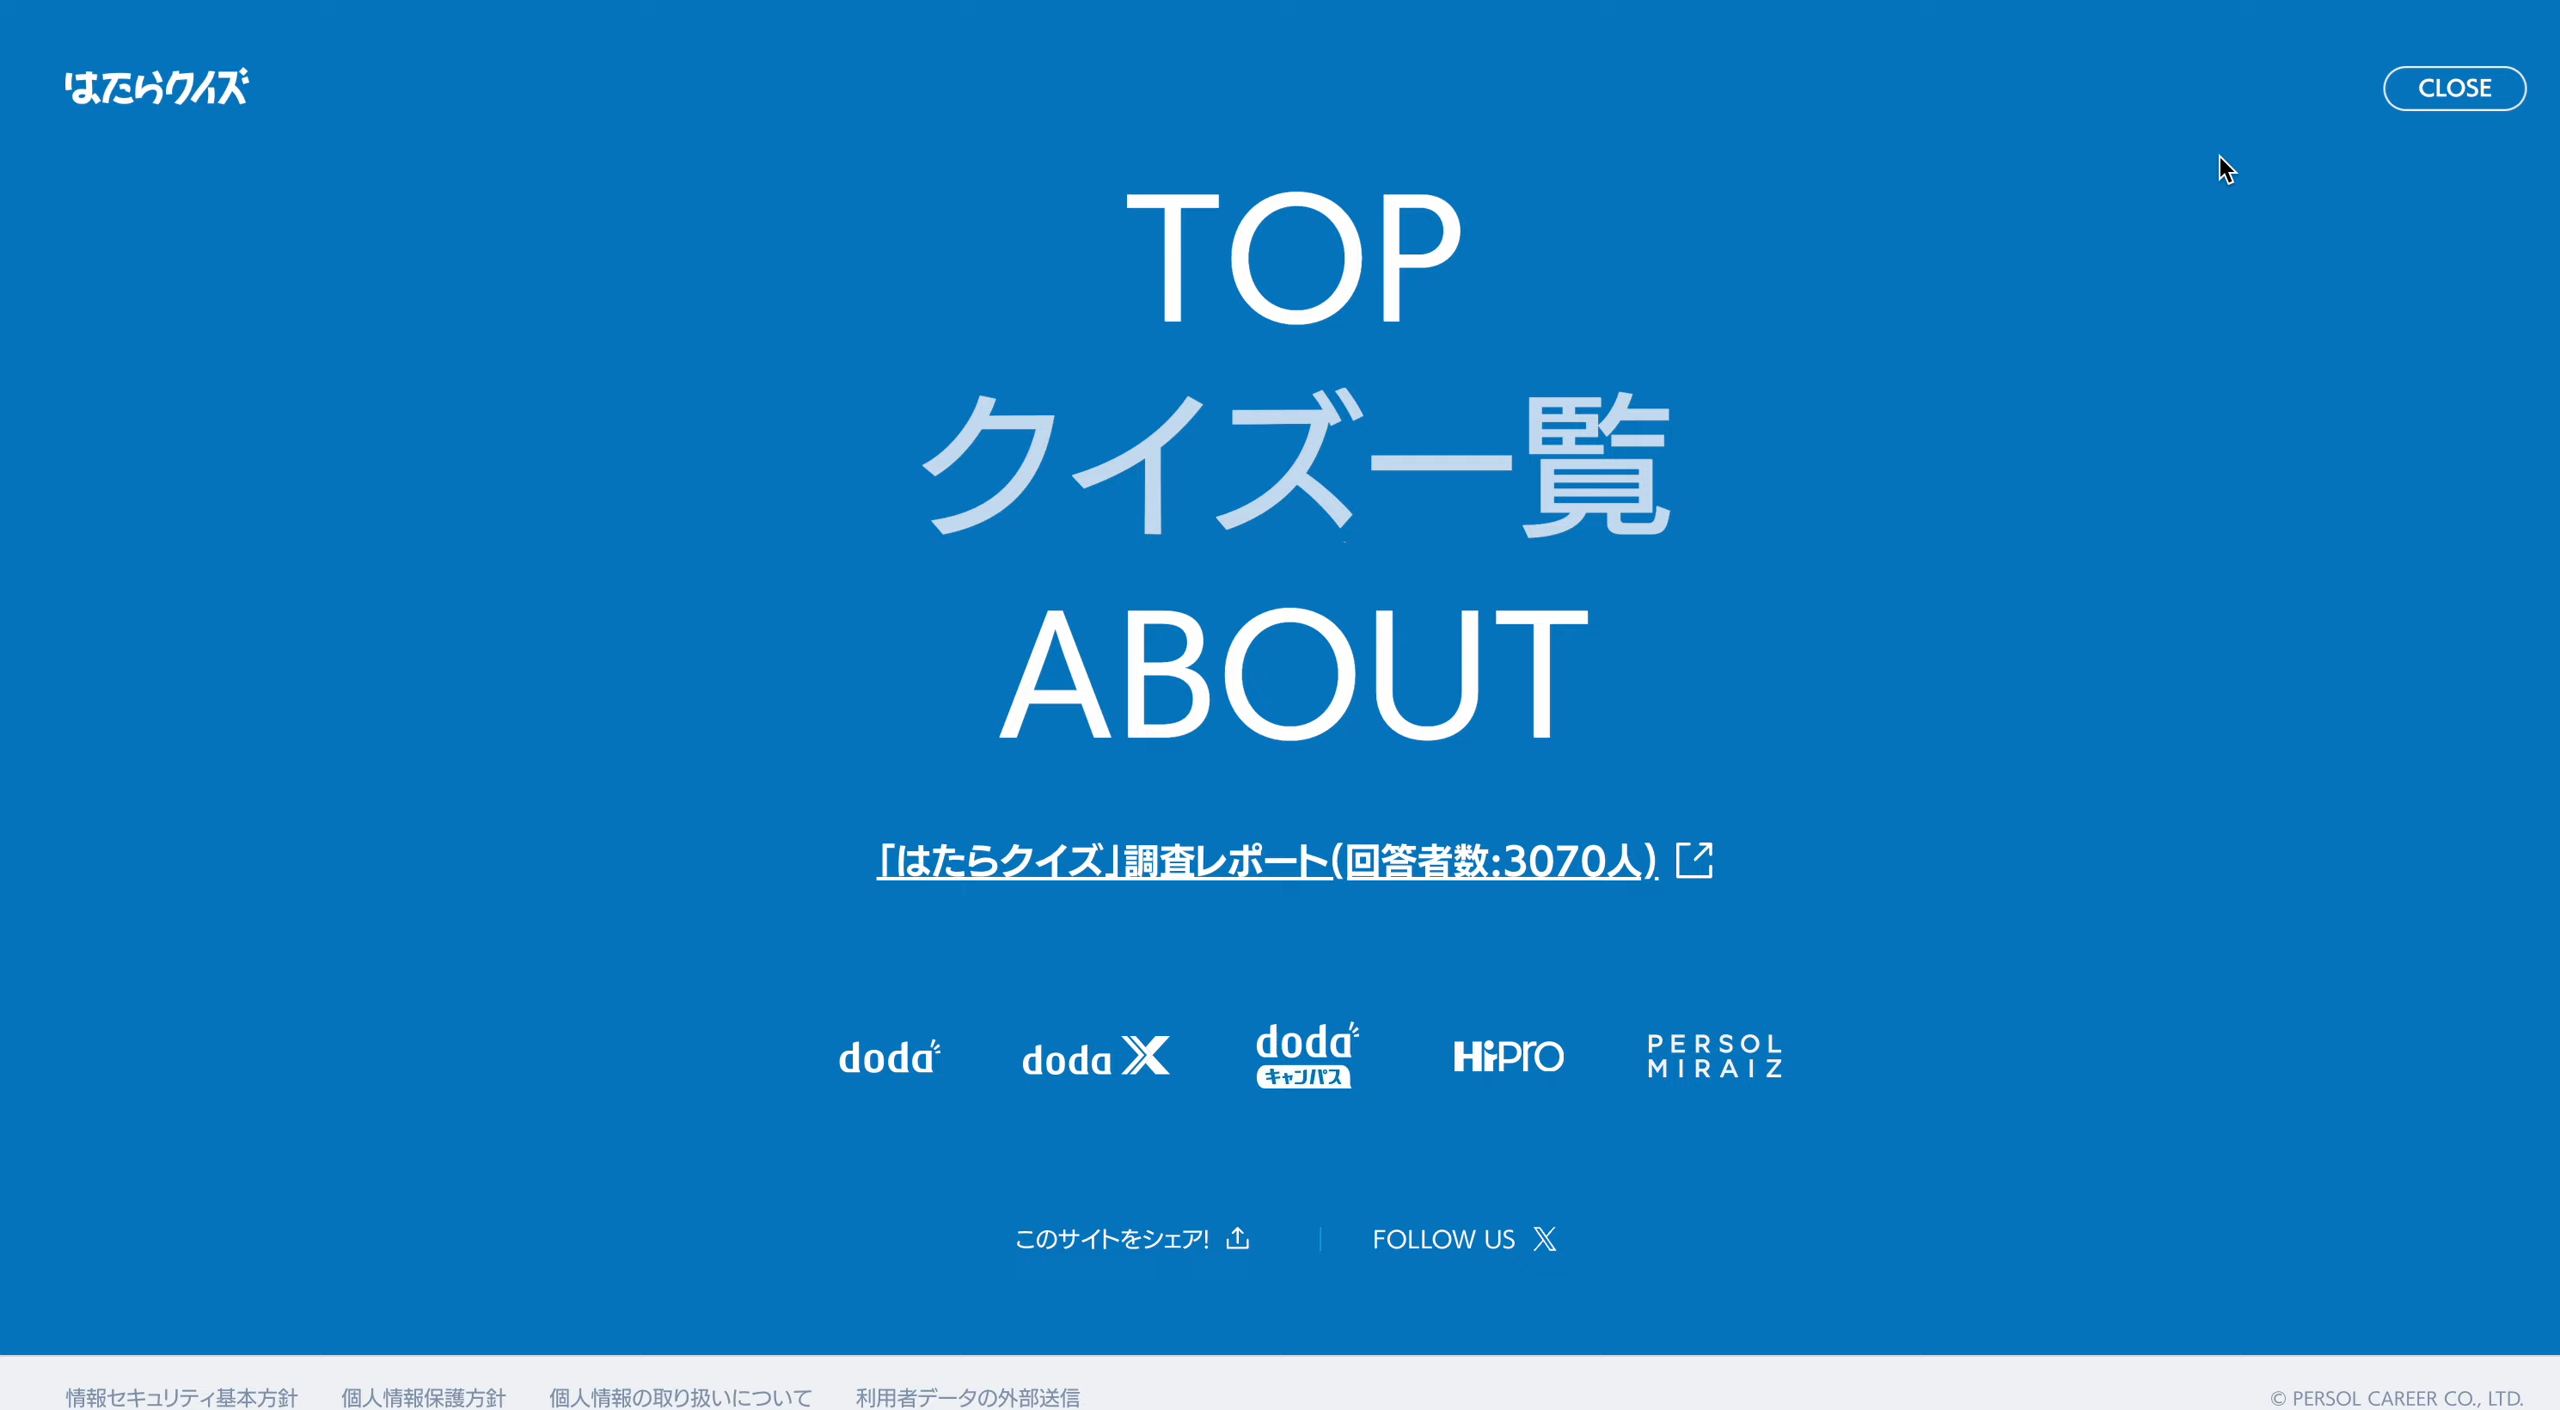 はたらクイズ
CLOSE
TOP
クイズ一覧
ABOUT
「はたらクイズ」調査レポート(回答者数:3070人)
doda
doda X
doda
キャンパス
HiPRO
PERSOL
MIRAIZ
このサイトをシェア!
FOLLOW US X
情報セキュリティ基本方針 個人情報保護方針 個人情報の取り扱いについて 利用者データの外部送信
© PERSOL CAREER CO., LTD.